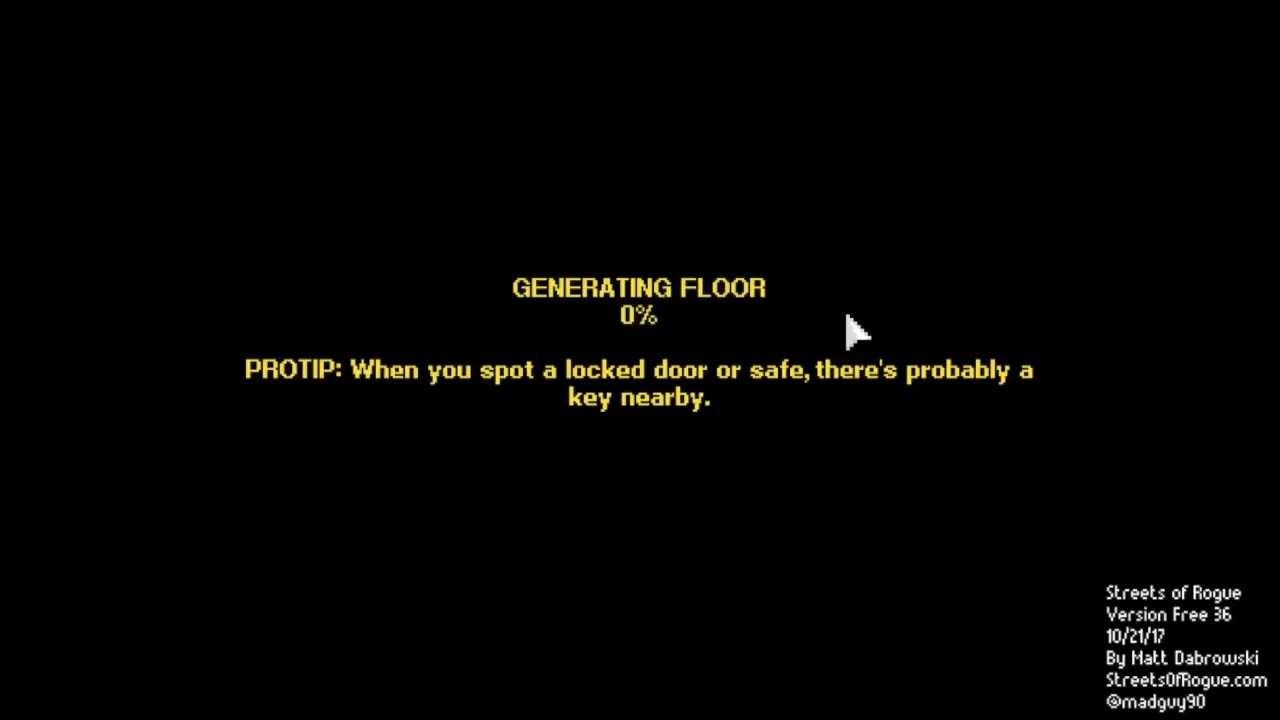 GENERATING FLOOR
0%
PROTIP: When you spot a locked door or safe, there's probably a
key nearby.
Streets of Rogue
Version Free 36
10/21/17
By Matt Dabrowski
StreetsOfRogue.com
@madguy90